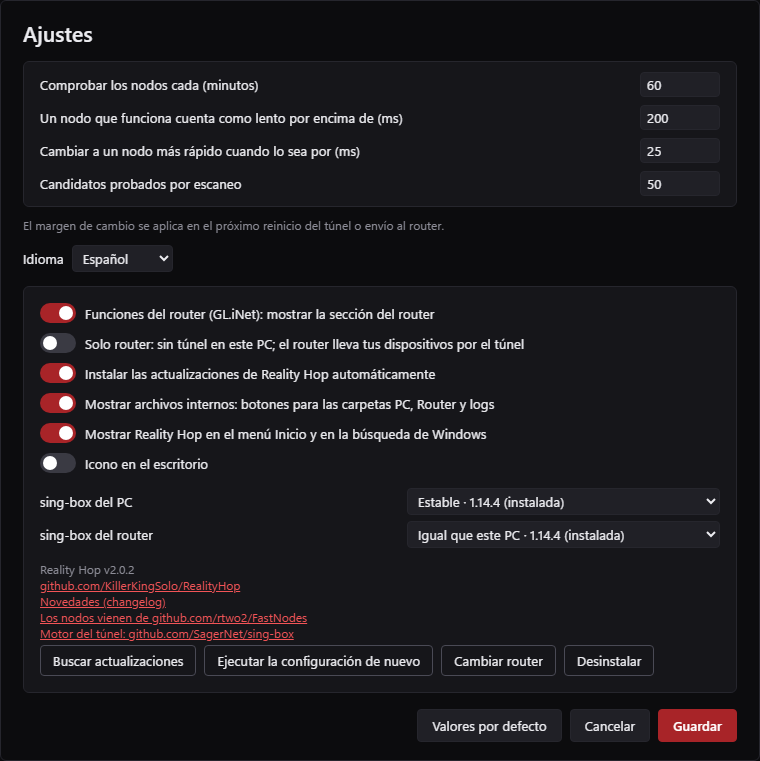 Ajustes
Comprobar los nodos cada (minutos) 60
Un nodo que funciona cuenta como lento por encima de (ms) 200
Cambiar a un nodo más rápido cuando lo sea por (ms) 25
Candidatos probados por escaneo 50
El margen de cambio se aplica en el próximo reinicio del túnel o envío al router.
Idioma Español
Funciones del router (GL.iNet): mostrar la sección del router
Solo router: sin túnel en este PC; el router lleva tus dispositivos por el túnel
Instalar las actualizaciones de Reality Hop automáticamente
Mostrar archivos internos: botones para las carpetas PC, Router y logs
Mostrar Reality Hop en el menú Inicio y en la búsqueda de Windows
Icono en el escritorio
sing-box del PC Estable · 1.14.4 (instalada)
sing-box del router Igual que este PC · 1.14.4 (instalada)
Reality Hop v2.0.2
github.com/KillerKingSolo/RealityHop
Novedades (changelog)
Los nodos vienen de github.com/rtwo2/FastNodes
Motor del túnel: github.com/SagerNet/sing-box
Buscar actualizaciones Ejecutar la configuración de nuevo Cambiar router Desinstalar
Valores por defecto Cancelar Guardar